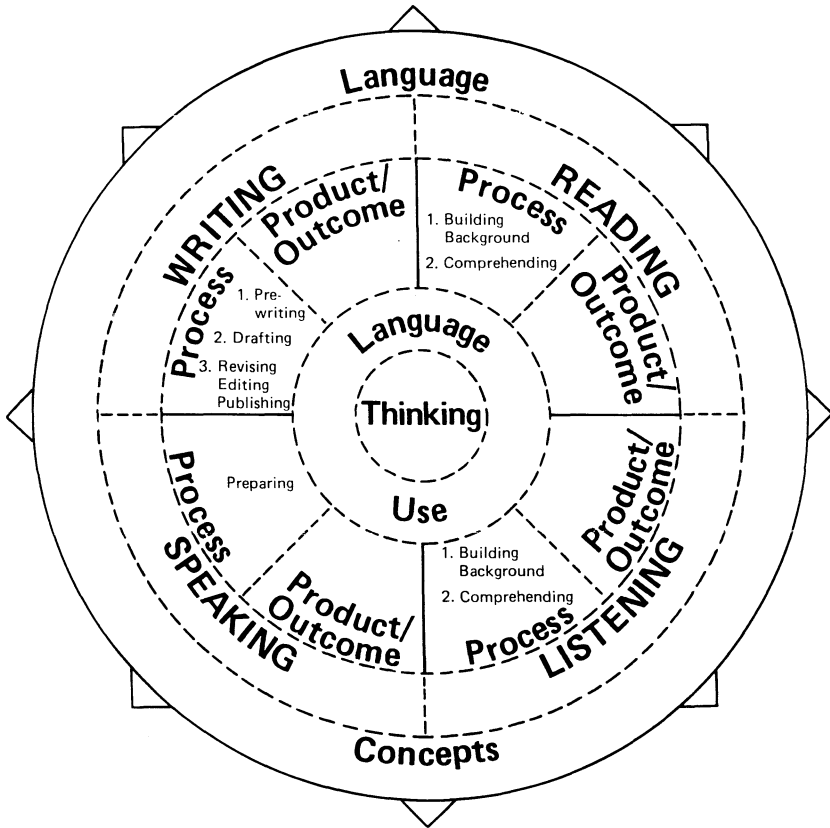 Language
WRITING
Product/
Outcome
Process
1. Pre-
writing
2. Drafting
3. Revising
Editing
Publishing
READING
Process
1. Building
Background
2. Comprehending
Product/
Outcome
Language
Thinking
Use
Process
Preparing
SPEAKING
Product/
Outcome
Product/
Outcome
LISTENING
1. Building
Background
2. Comprehending
Process
Concepts